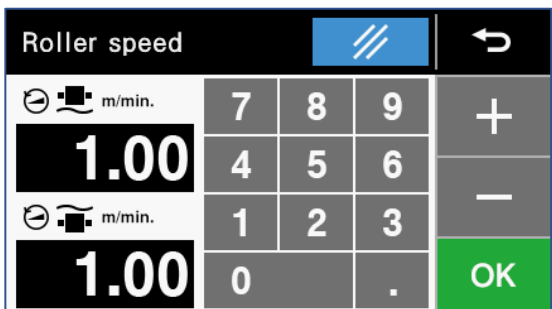 Roller speed
m/min.
1.00
m/min.
1.00
7 8 9 +
4 5 6
1 2 3 −
0 . OK